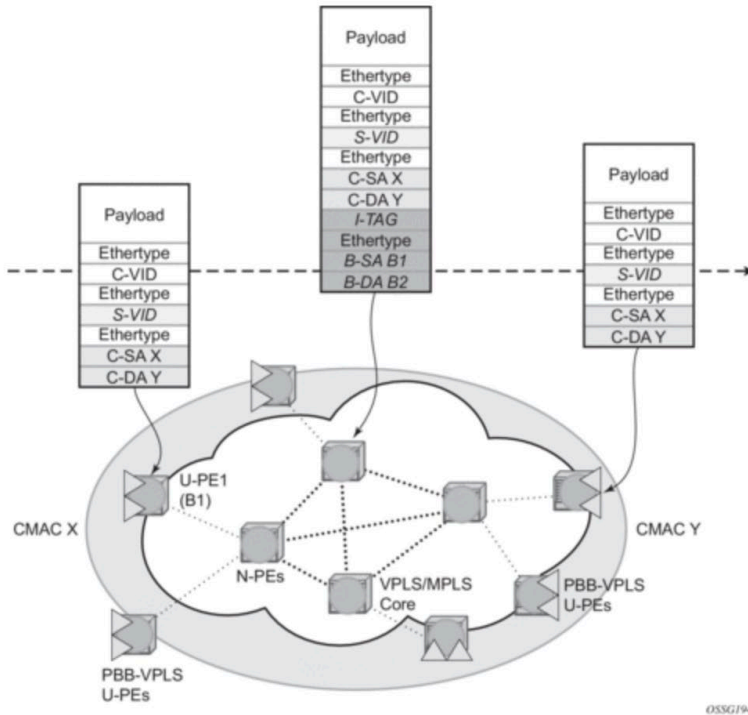 Payload
Ethertype
C-VID
Ethertype
S-VID
Ethertype
C-SA X
C-DA Y
Payload
Ethertype
C-VID
Ethertype
S-VID
Ethertype
C-SA X
C-DA Y
I-TAG
Ethertype
B-SA B1
B-DA B2
Payload
Ethertype
C-VID
Ethertype
S-VID
Ethertype
C-SA X
C-DA Y
U-PE1
(B1)
CMAC X
CMAC Y
N-PEs
VPLS/MPLS
Core
PBB-VPLS
U-PEs
PBB-VPLS
U-PEs